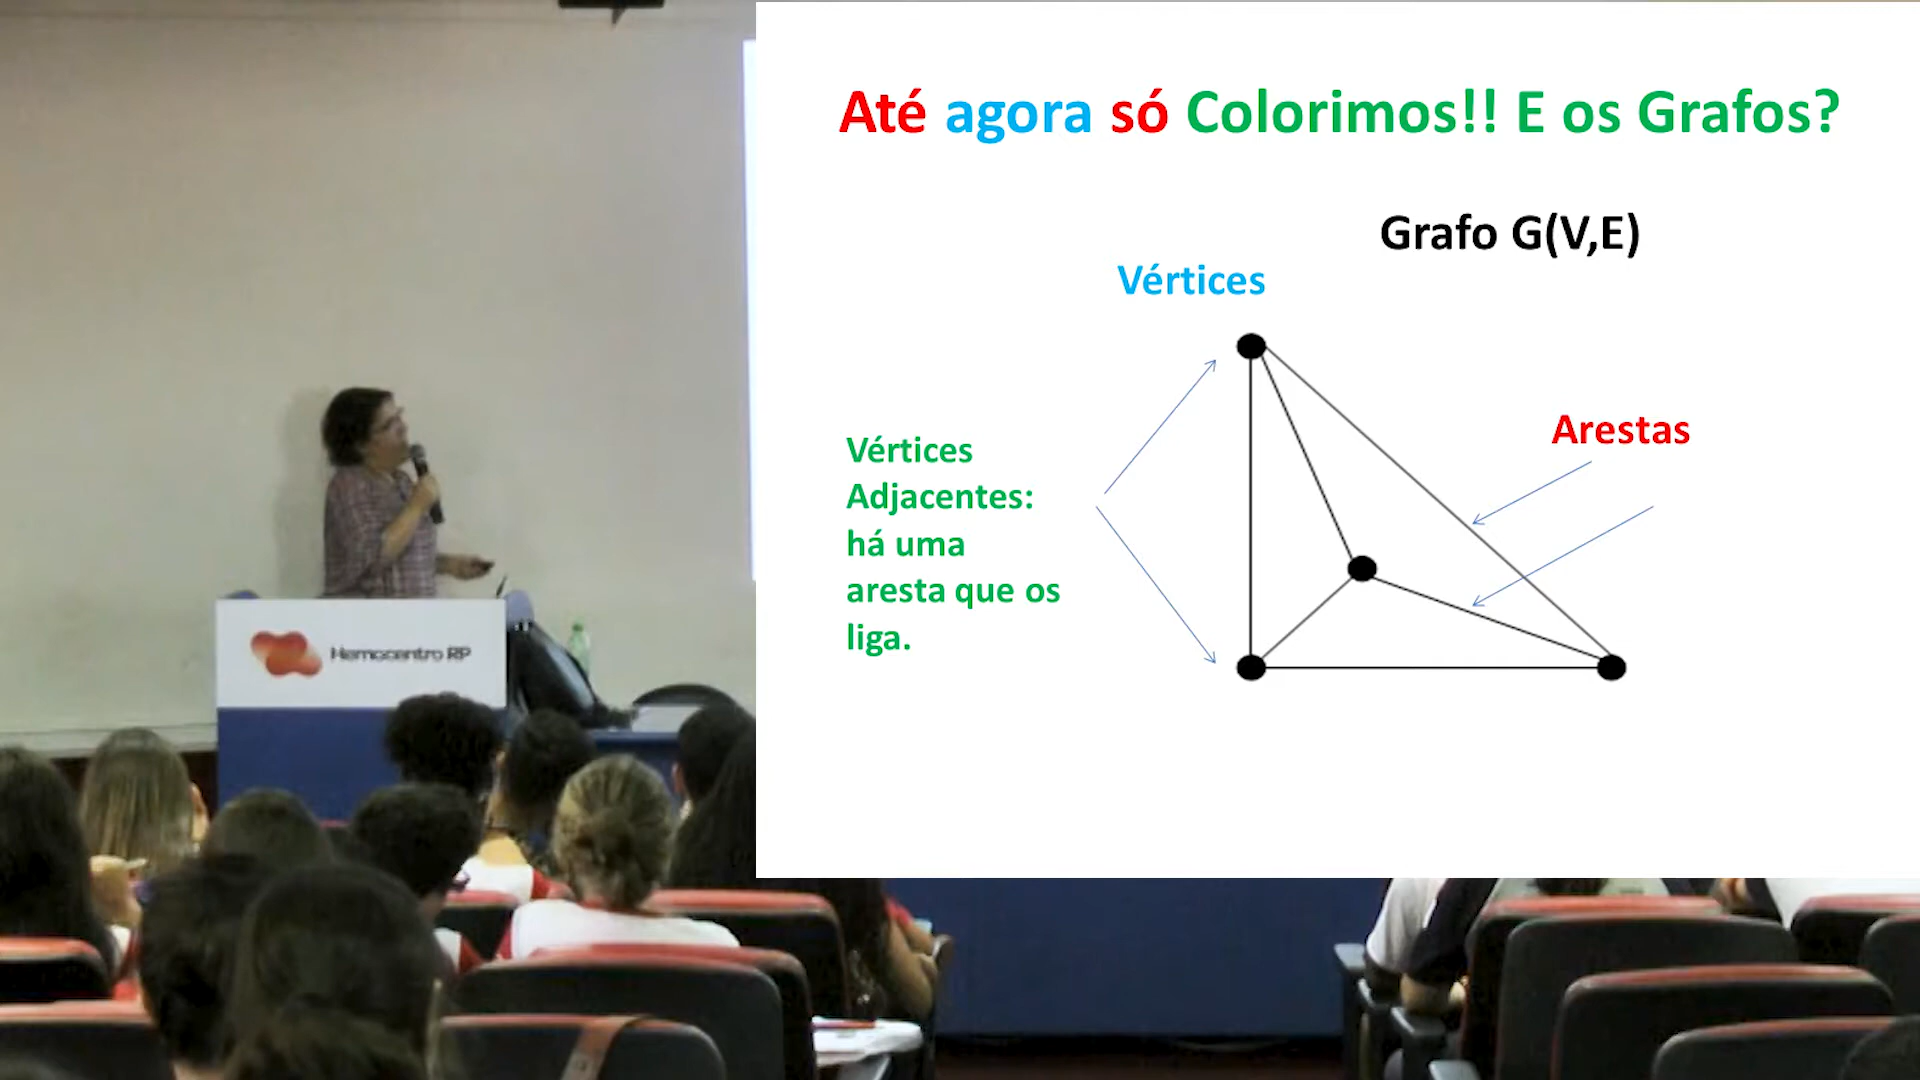 Até agora só Colorimos!! E os Grafos?
Grafo G(V,E)
Vértices
Arestas
Vértices
Adjacentes:
há uma
aresta que os
liga.
Hemocentro RP